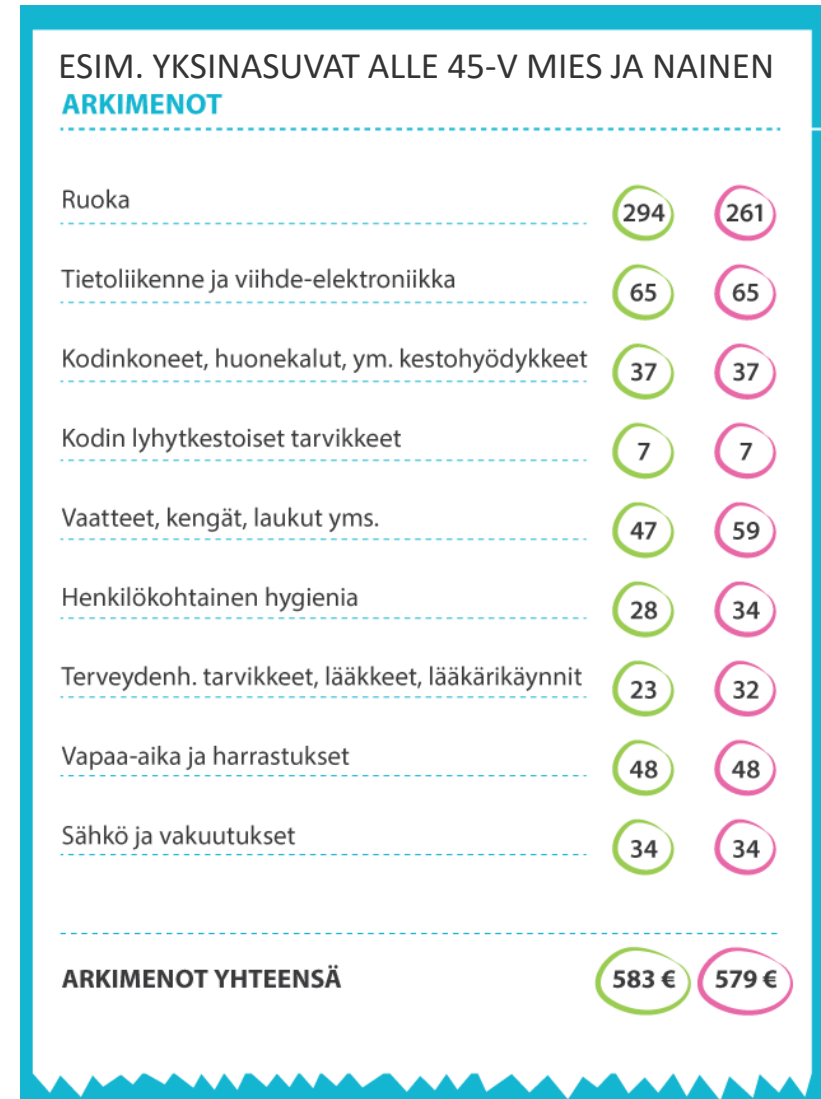 ESIM. YKSINASUVAT ALLE 45-V MIES JA NAINEN
ARKIMENOT
Ruoka 294 261
Tietoliikenne ja viihde-elektroniikka 65 65
Kodinkoneet, huonekalut, ym. kestohyödykkeet 37 37
Kodin lyhytkestoiset tarvikkeet 7 7
Vaatteet, kengät, laukut yms. 47 59
Henkilökohtainen hygienia 28 34
Terveydenh. tarvikkeet, lääkkeet, lääkärikäynnit 23 32
Vapaa-aika ja harrastukset 48 48
Sähkö ja vakuutukset 34 34
ARKIMENOT YHTEENSÄ 583 € 579 €